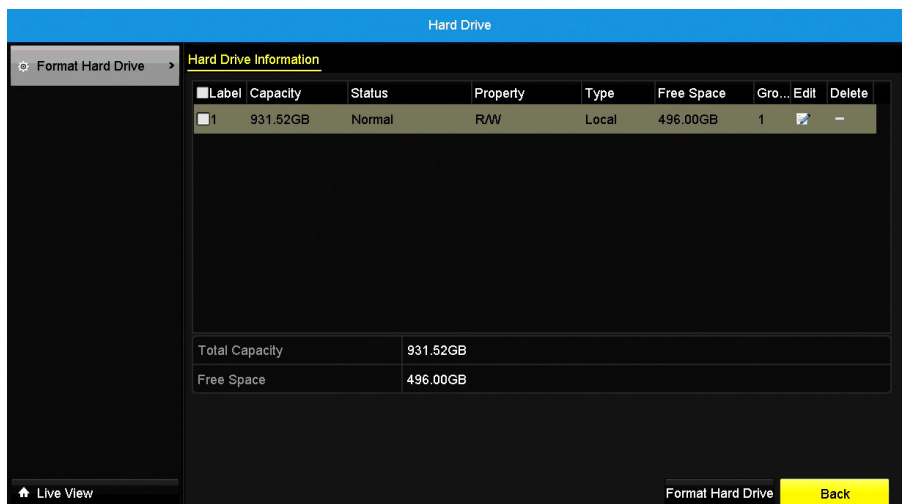 Hard Drive
Format Hard Drive
Hard Drive Information
Label Capacity Status Property Type Free Space Gro... Edit Delete
1 931.52GB Normal R/W Local 496.00GB 1 –
Total Capacity 931.52GB
Free Space 496.00GB
Live View
Format Hard Drive Back